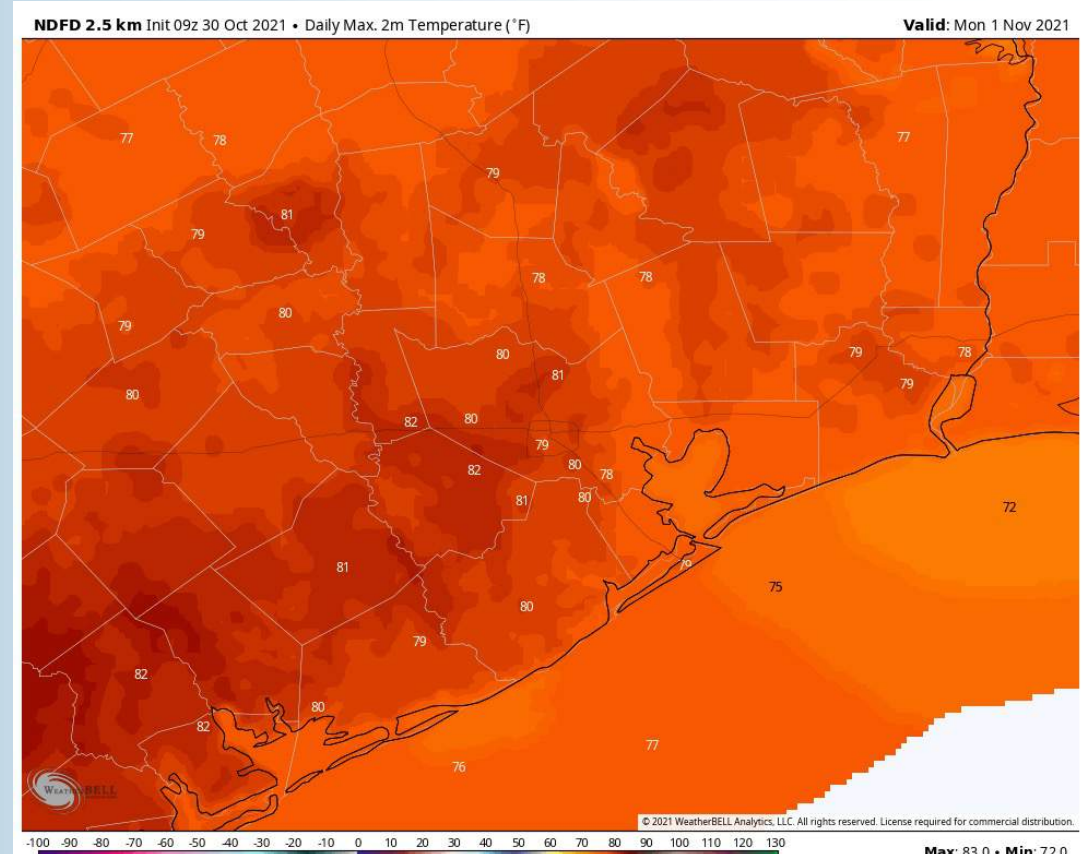 NDFD 2.5 km Init 09z 30 Oct 2021 • Daily Max. 2m Temperature (°F) Valid: Mon 1 Nov 2021
77 78 77
79
81
79
78 78
80
79
80 79 78
81 79
80
82 80
79
82 80 78
81 80
72
81 79
75
80
79
82
80
82
77
76
WEATHERBELL
© 2021 WeatherBELL Analytics, LLC. All rights reserved. License required for commercial distribution.
-100 -90 -80 -70 -60 -50 -40 -30 -20 -10 0 10 20 30 40 50 60 70 80 90 100 110 120 130
Max: 83.0 • Min: 72.0